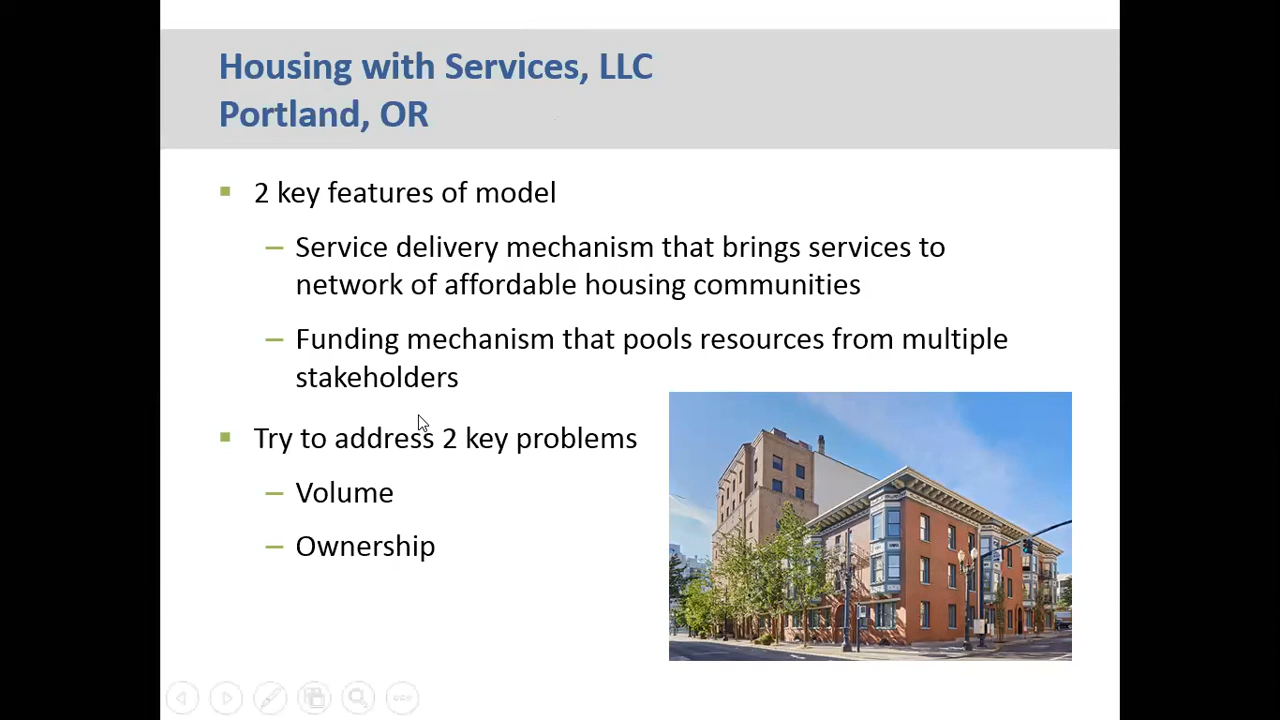 Housing with Services, LLC
Portland, OR
2 key features of model
– Service delivery mechanism that brings services to
network of affordable housing communities
– Funding mechanism that pools resources from multiple
stakeholders
Try to address 2 key problems
– Volume
– Ownership